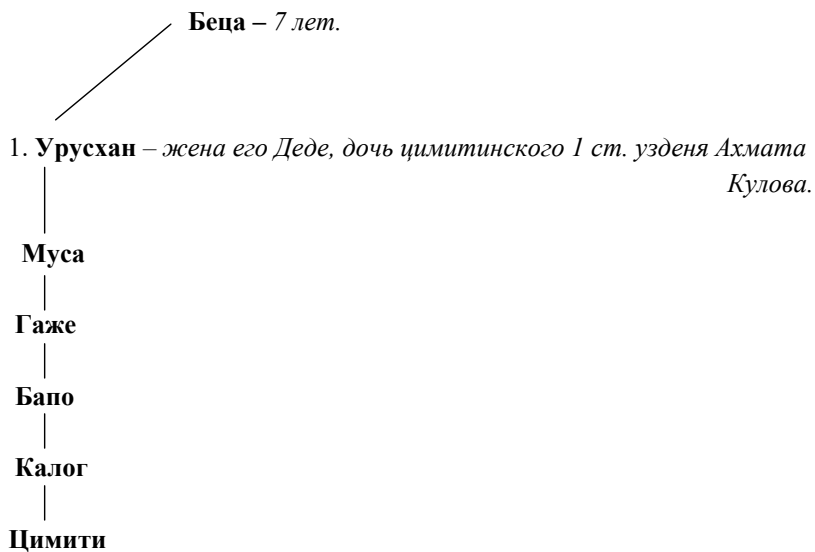 Беца – 7 лет.
1. Урусхан – жена его Деде, дочь цимитинского 1 ст. узденя Ахмата
Кулова.
Муса
Гаже
Бапо
Калог
Цимити